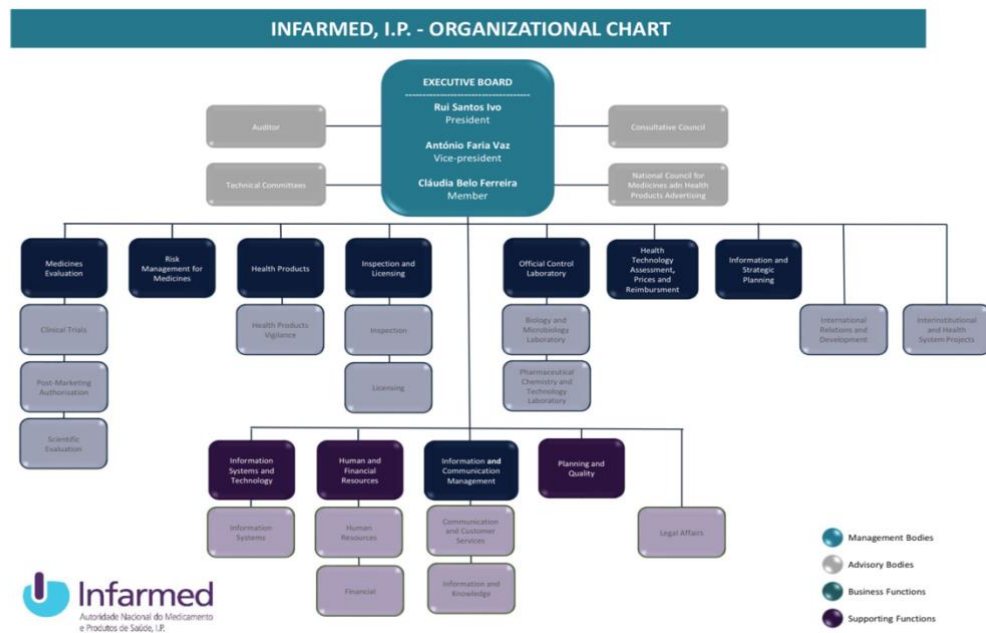 INFARMED, I.P. - ORGANIZATIONAL CHART
EXECUTIVE BOARD
Rui Santos Ivo
President
António Faria Vaz
Vice-president
Cláudia Belo Ferreira
Member
Auditor
Consultative Council
Technical Committees
National Council for
Medicines adn Health
Products Advertising
Medicines
Evaluation
Risk
Management for
Medicines
Health Products
Inspection and
Licensing
Official Control
Laboratory
Health
Technology
Assessment,
Prices and
Reimbursment
Information and
Strategic
Planning
Clinical Trials
Post-Marketing
Authorisation
Scientific
Evaluation
Health Products
Vigilance
Inspection
Licensing
Biology and
Microbiology
Laboratory
Pharmaceutical
Chemistry and
Technology
Laboratory
International
Relations and
Development
Interinstitutional
and Health
System Projects
Information
Systems and
Technology
Human and
Financial
Resources
Information and
Communication
Management
Planning and
Quality
Information
Systems
Human
Resources
Financial
Communication
and Customer
Services
Information and
Knowledge
Legal Affairs
Management Bodies
Advisory Bodies
Business Functions
Supporting Functions
Infarmed
Autoridade Nacional do Medicamento
e Produtos de Saúde, I.P.